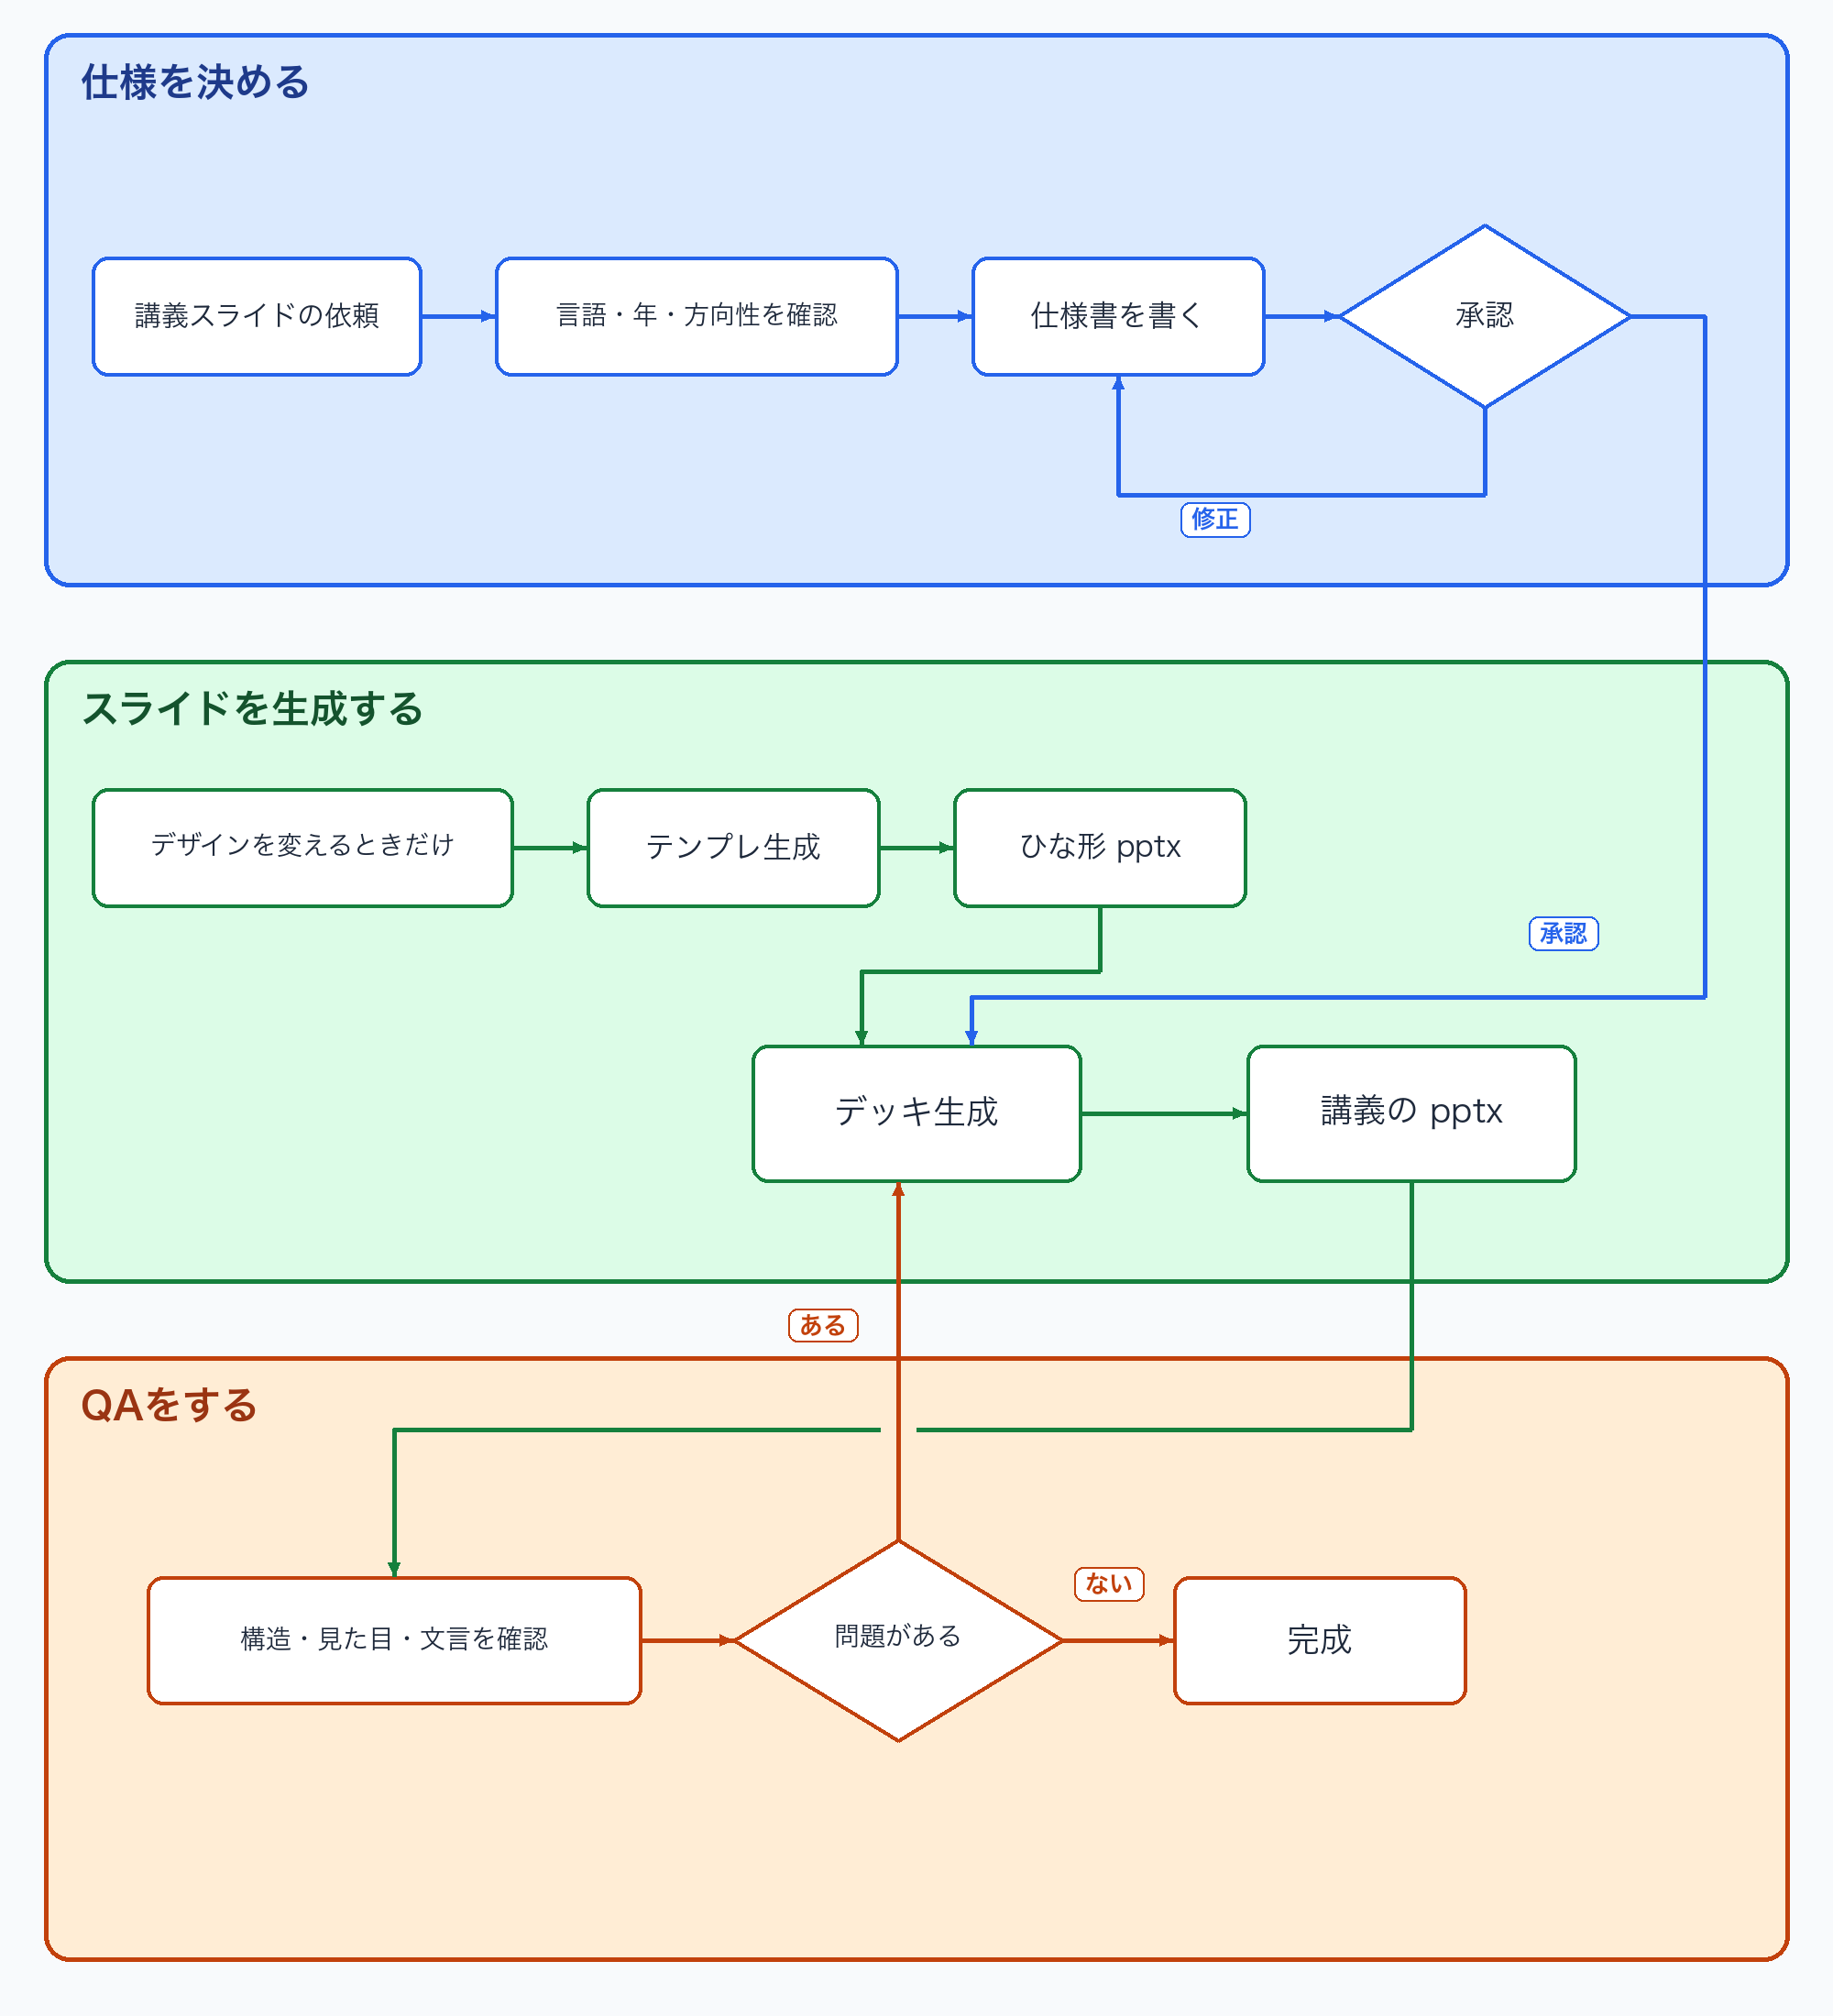 仕様を決める
講義スライドの依頼
言語・年・方向性を確認
仕様書を書く
承認
修正
スライドを生成する
デザインを変えるときだけ
テンプレ生成
ひな形 pptx
承認
デッキ生成
講義の pptx
ある
QAをする
ない
構造・見た目・文言を確認
問題がある
完成